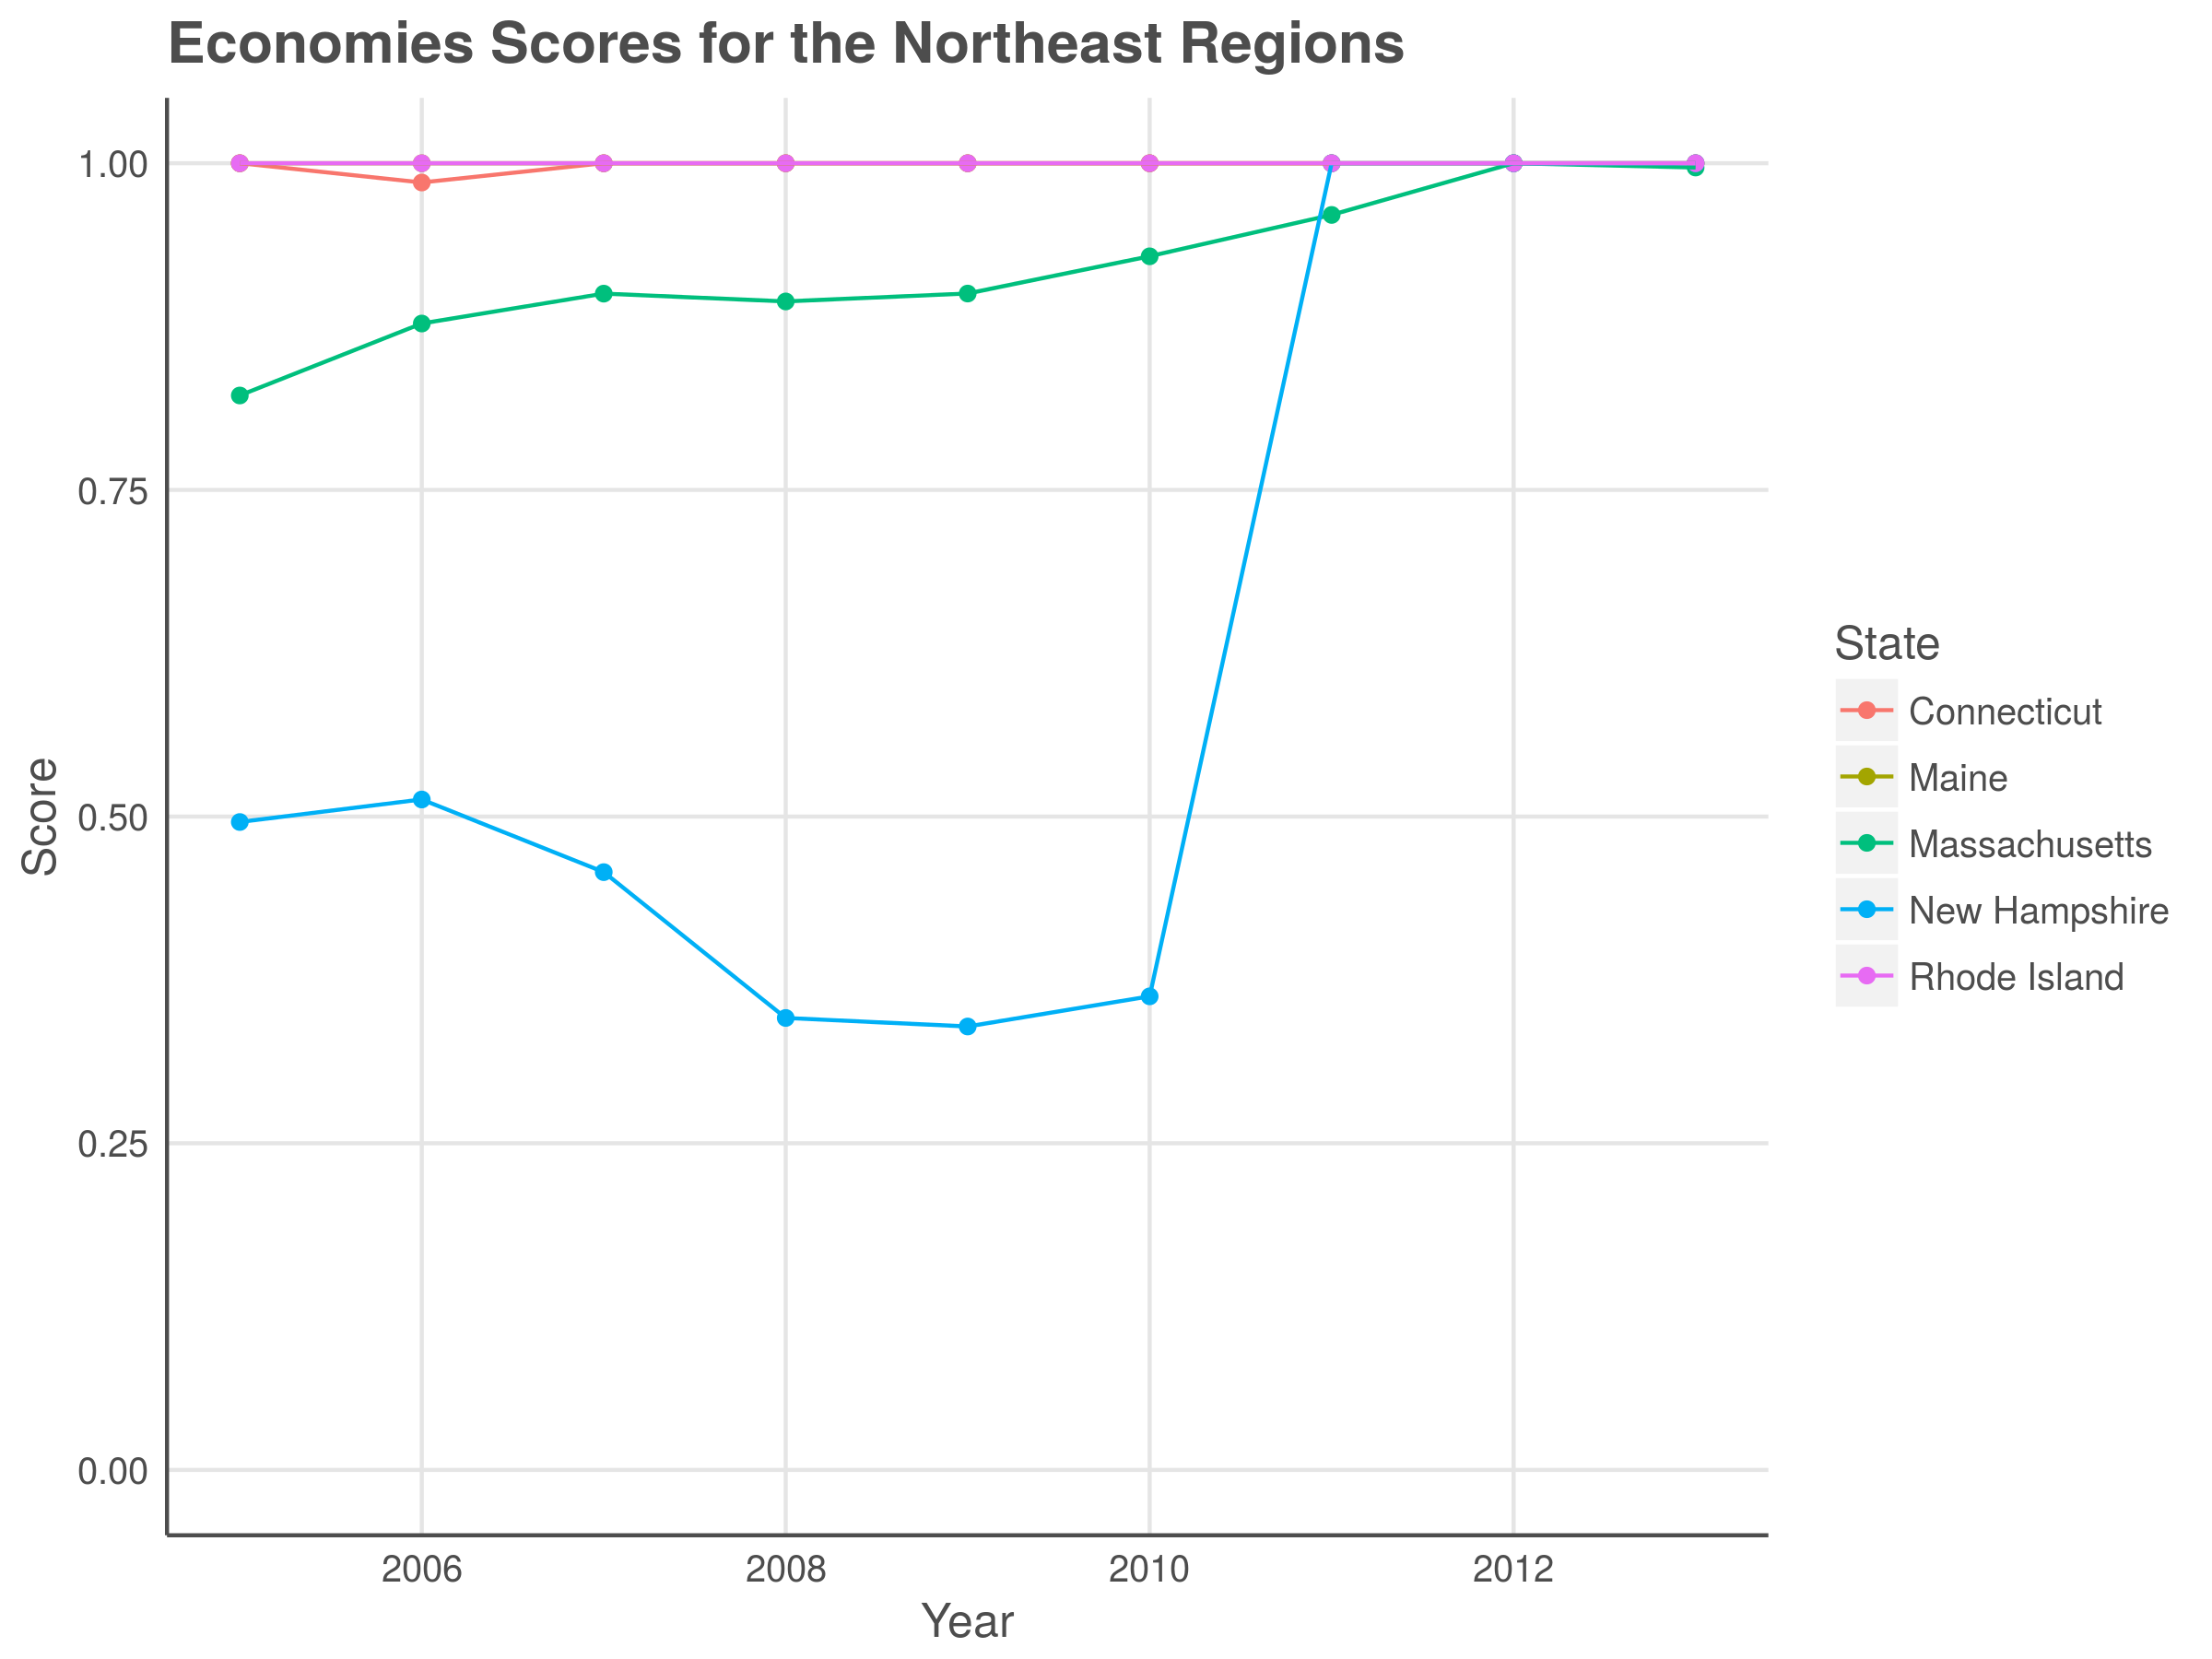 Economies Scores for the Northeast Regions
1.00
0.75
0.50
0.25
0.00
Score
2006 2008 2010 2012
Year
State
Connecticut
Maine
Massachusetts
New Hampshire
Rhode Island